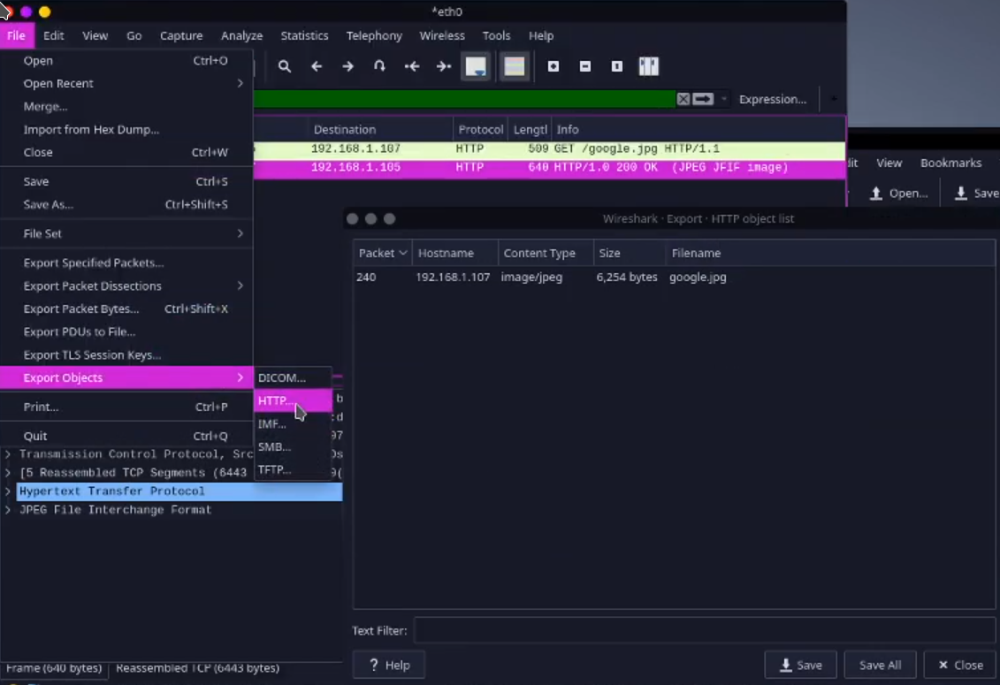 *eth0
File Edit View Go Capture Analyze Statistics Telephony Wireless Tools Help
Open Ctrl+O
Open Recent
Merge...
Import from Hex Dump...
Close Ctrl+W
Save Ctrl+S
Save As... Ctrl+Shift+S
File Set
Export Specified Packets...
Export Packet Dissections
Export Packet Bytes... Ctrl+Shift+X
Export PDUs to File...
Export TLS Session Keys...
Export Objects
Print... Ctrl+P
Quit Ctrl+Q
DICOM...
HTTP...
IMF...
SMB...
TFTP...
Expression...
Destination Protocol Lengtl Info
192.168.1.107 HTTP 509 GET /google.jpg HTTP/1.1
192.168.1.105 HTTP 640 HTTP/1.0 200 OK (JPEG JFIF image)
dit View Bookmarks
Open... Save
Wireshark · Export · HTTP object list
Packet Hostname Content Type Size Filename
240 192.168.1.107 image/jpeg 6,254 bytes google.jpg
Transmission Control Protocol, Src
[5 Reassembled TCP Segments (6443
Hypertext Transfer Protocol
JPEG File Interchange Format
Text Filter:
? Help Save Save All Close
Frame (640 bytes) Reassembled TCP (6443 bytes)